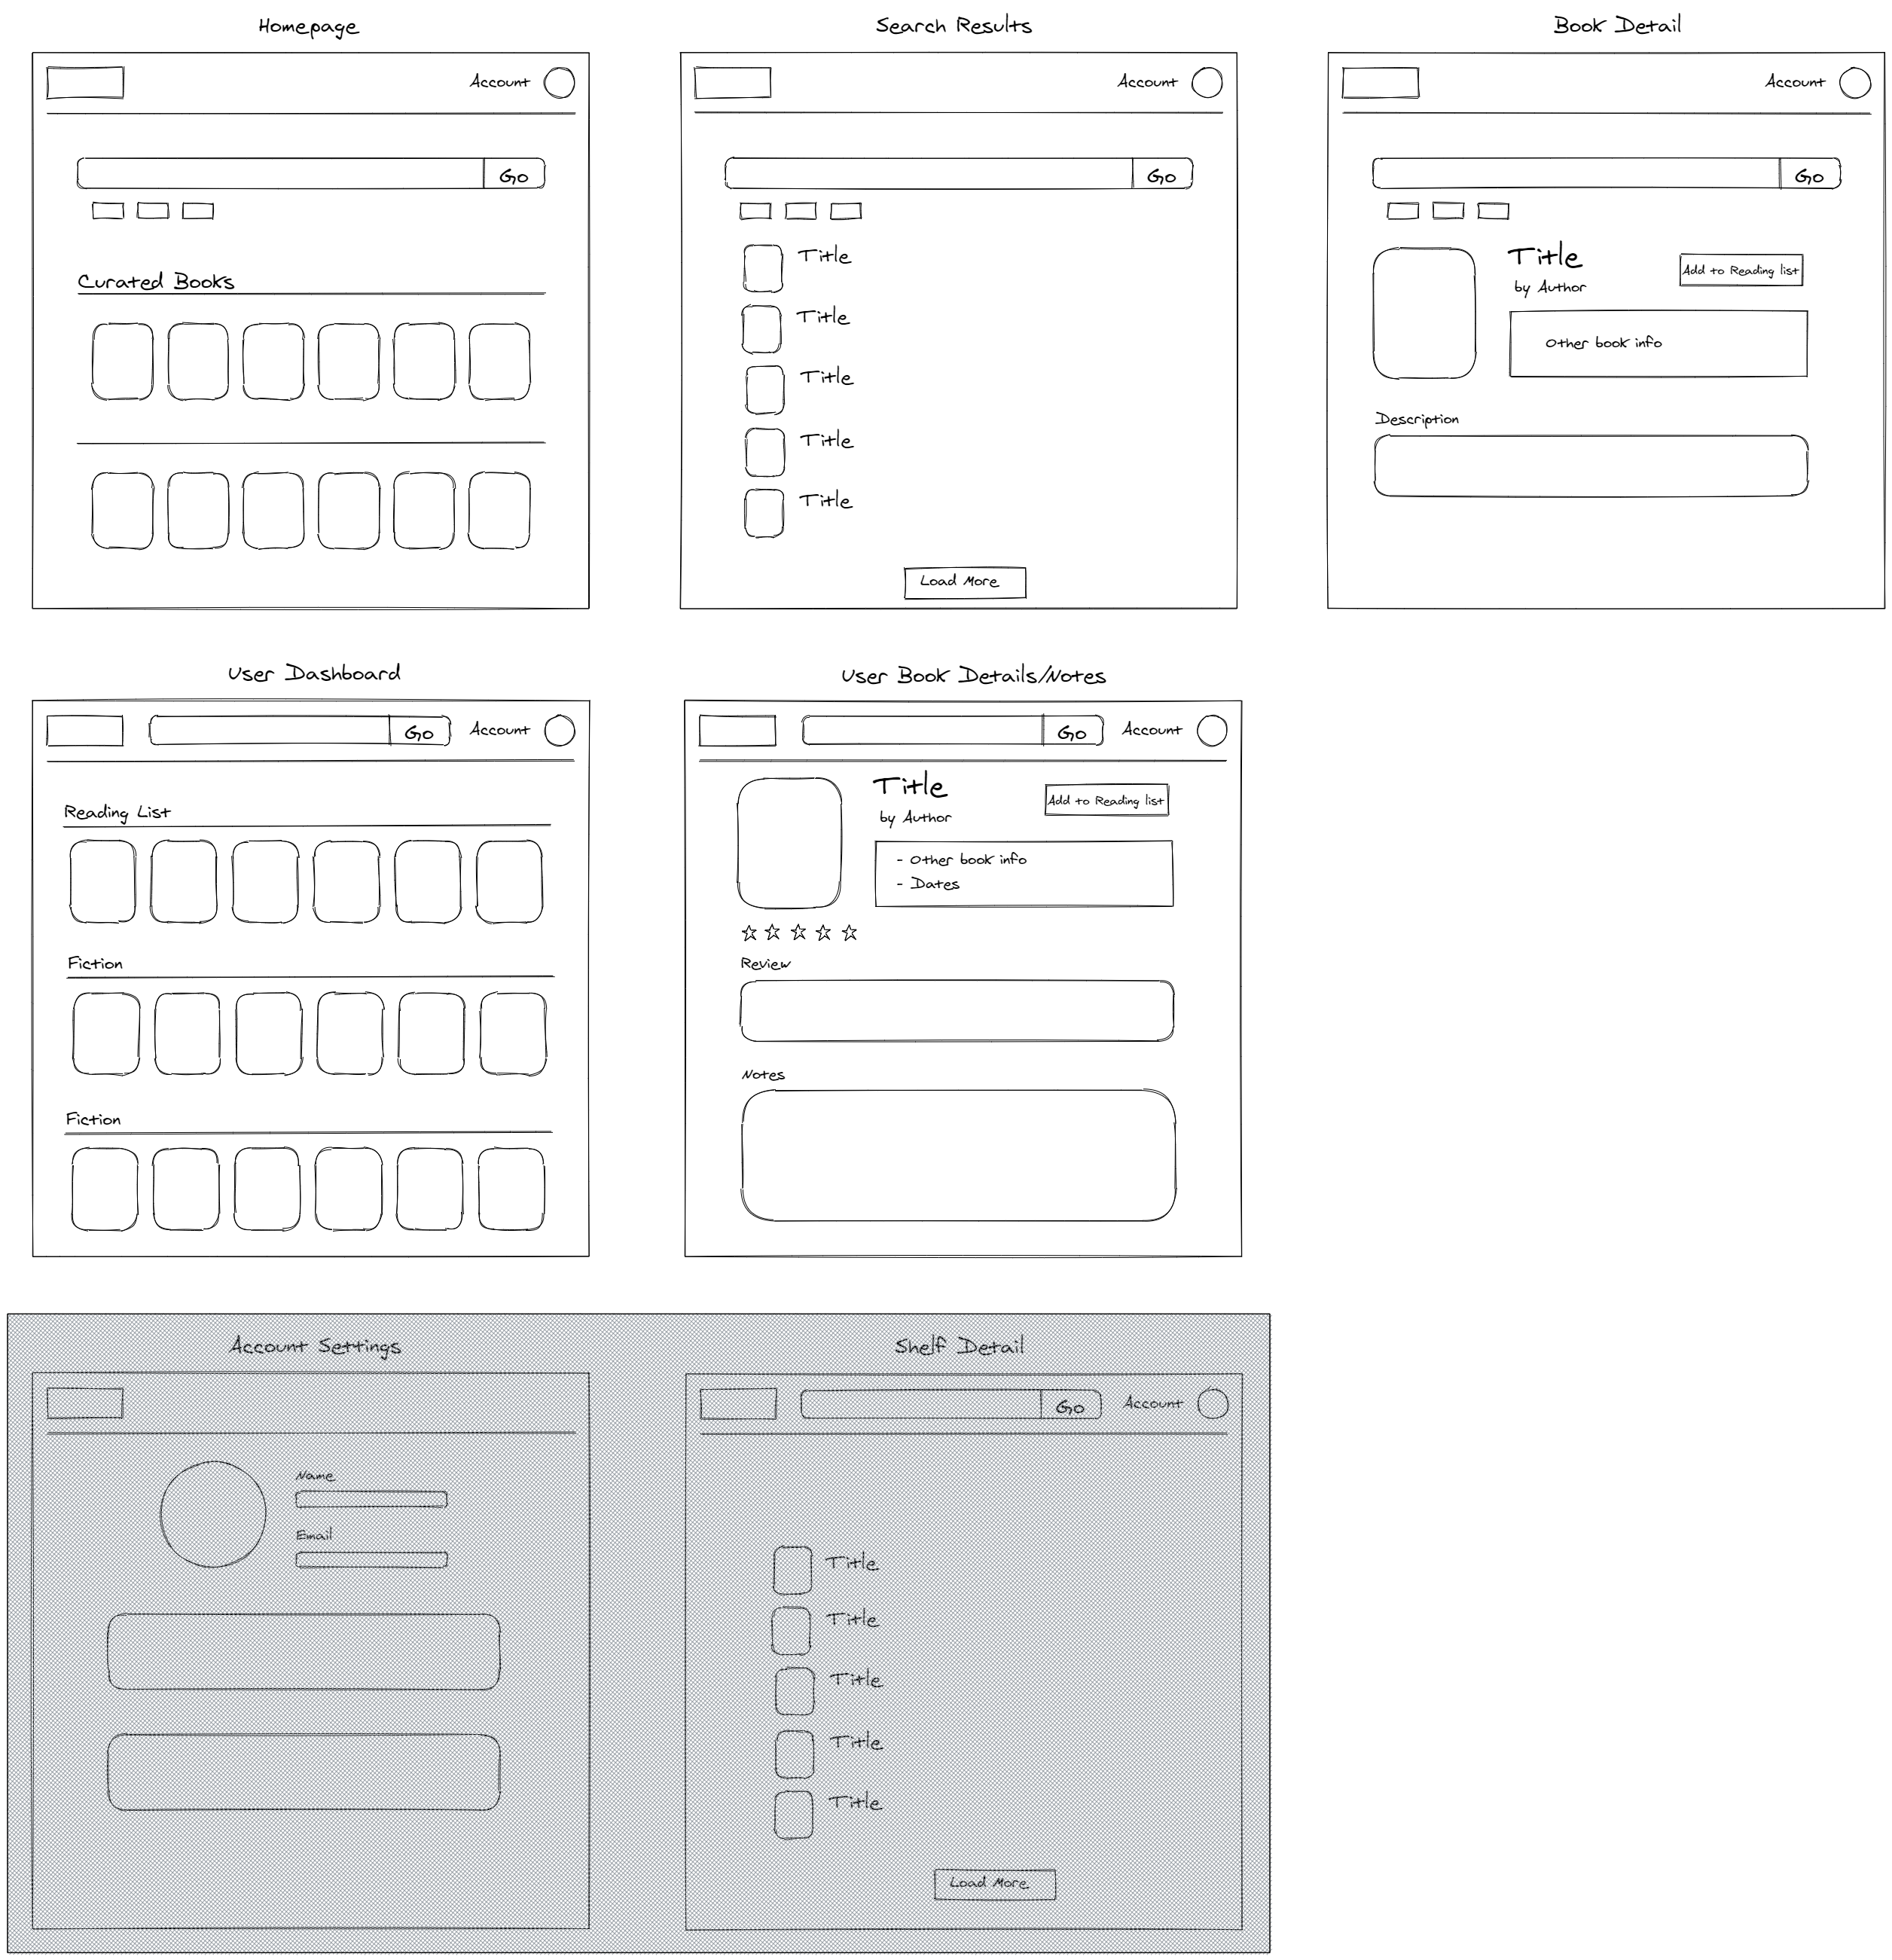 Homepage
Account
Go
Curated Books
Search Results
Account
Go
Title
Title
Title
Title
Title
Load More
Book Detail
Account
Go
Title
by Author
Add to Reading list
Other book info
Description
User Dashboard
Go
Account
Reading List
Fiction
Fiction
User Book Details/Notes
Go
Account
Title
by Author
Add to Reading list
- Other book info
- Dates
Review
Notes
Account Settings
Name
Email
Shelf Detail
Go
Account
Title
Title
Title
Title
Title
Load More